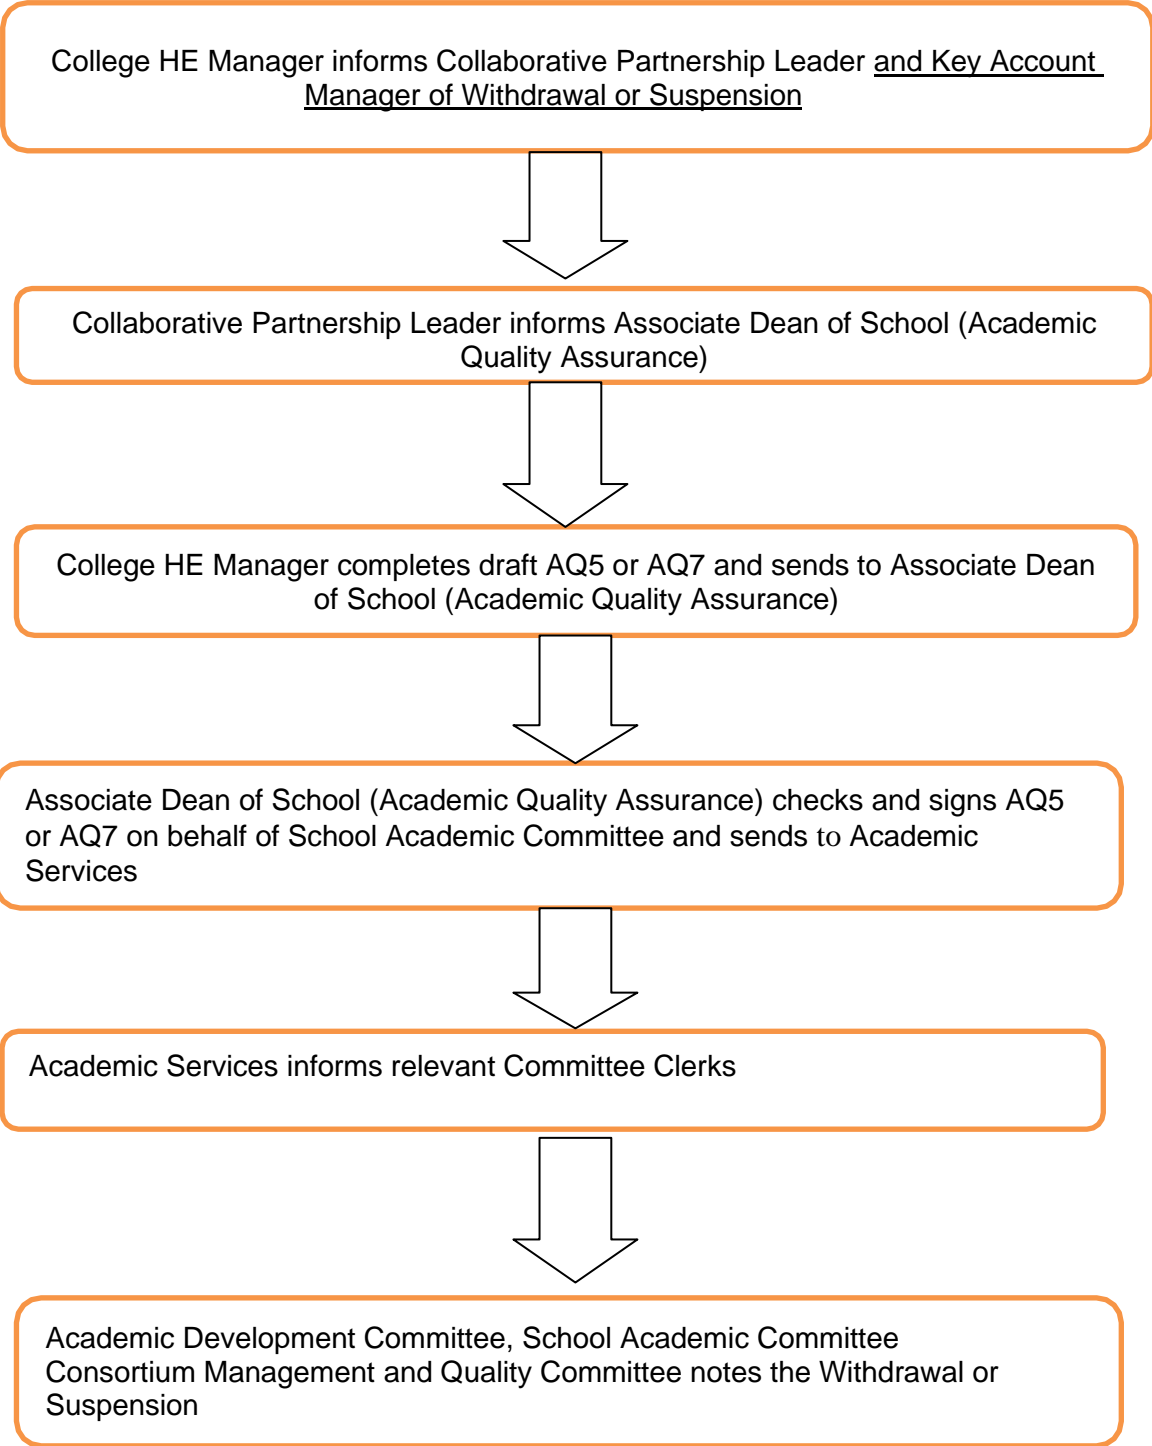 College HE Manager informs Collaborative Partnership Leader and Key Account
Manager of Withdrawal or Suspension
Collaborative Partnership Leader informs Associate Dean of School (Academic
Quality Assurance)
College HE Manager completes draft AQ5 or AQ7 and sends to Associate Dean
of School (Academic Quality Assurance)
Associate Dean of School (Academic Quality Assurance) checks and signs AQ5
or AQ7 on behalf of School Academic Committee and sends to Academic
Services
Academic Services informs relevant Committee Clerks
Academic Development Committee, School Academic Committee
Consortium Management and Quality Committee notes the Withdrawal or
Suspension